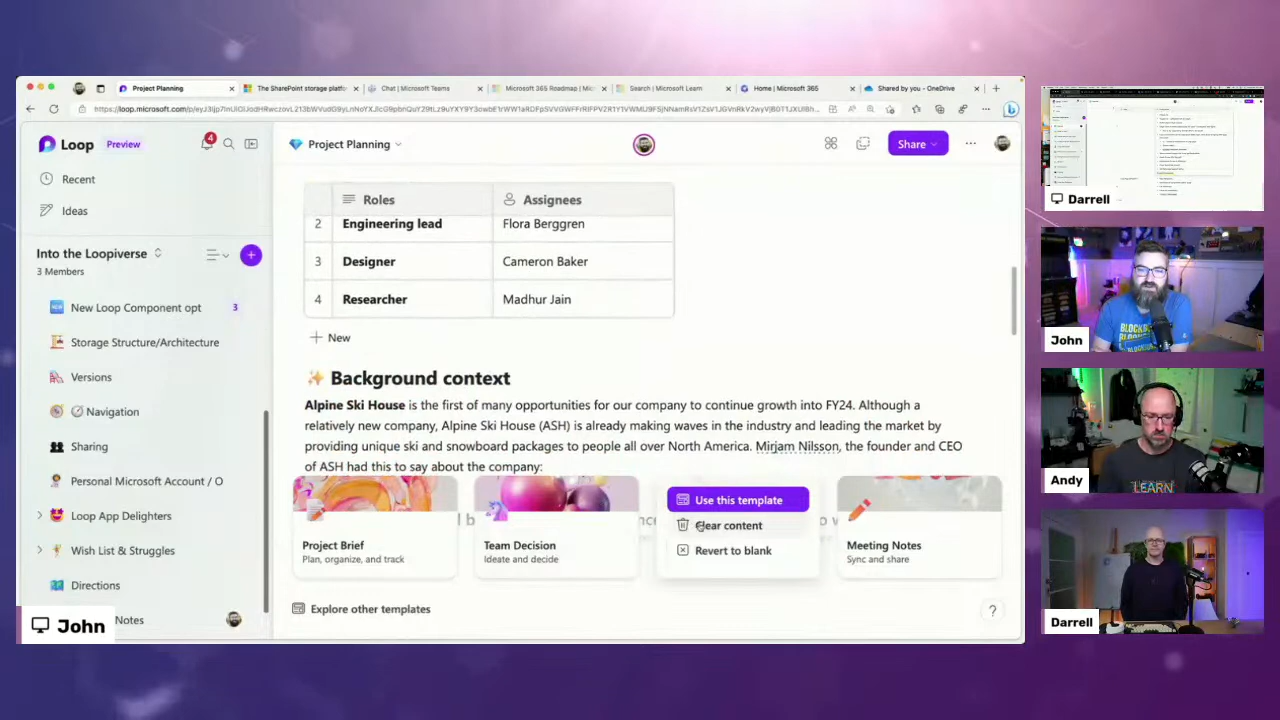 Project Planning
The SharePoint storage platf
Chat | Microsoft Teams
Microsoft 365 Roadmap | Mic
Search | Microsoft Learn
Home | Microsoft 365
Shared by you - OneDrive
Loop
Preview
4
Project Planning
Share
Recent
Ideas
Into the Loopiverse
3 Members
New Loop Component opt
3
Storage Structure/Architecture
Versions
Navigation
Sharing
Personal Microsoft Account / O
Loop App Delighters
Wish List & Struggles
Directions
Notes
Roles
Assignees
2
Engineering lead
Flora Berggren
3
Designer
Cameron Baker
4
Researcher
Madhur Jain
New
Background context
Alpine Ski House is the first of many opportunities for our company to continue growth into FY24. Although a
relatively new company, Alpine Ski House (ASH) is already making waves in the industry and leading the market by
providing unique ski and snowboard packages to people all over North America. Mirjam Nilsson, the founder and CEO
of ASH had this to say about the company:
Project Brief
Plan, organize, and track
Team Decision
Ideate and decide
Use this template
Clear content
Revert to blank
Meeting Notes
Sync and share
Explore other templates
?
John
Darrell
John
BLOCK
Andy
LEARN
Darrell